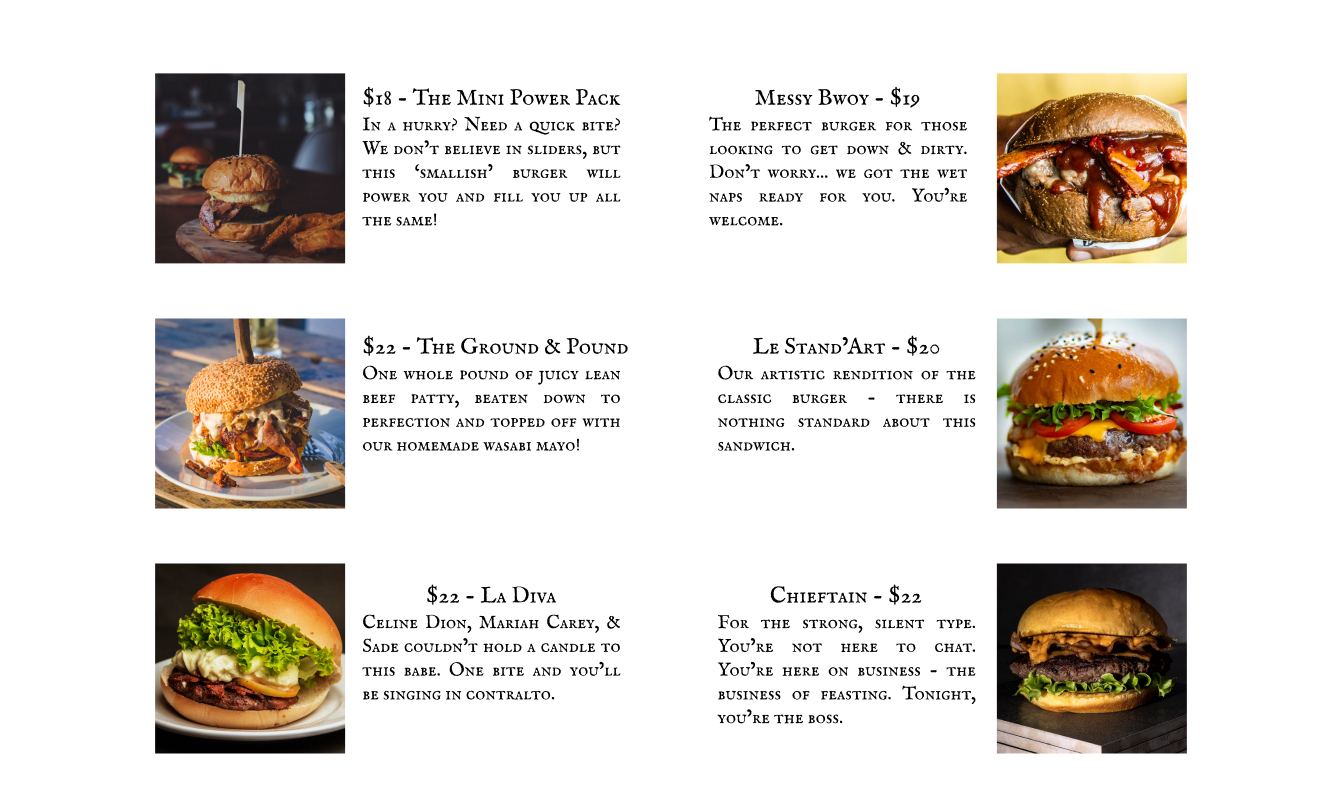 $18 - The Mini Power Pack
In a hurry? Need a quick bite?
We don't believe in sliders, but
this 'smallish' burger will
power you and fill you up all
the same!
Messy Bwoy - $19
The perfect burger for those
looking to get down & dirty.
Don't worry... we got the wet
naps ready for you. You're
welcome.
$22 - The Ground & Pound
One whole pound of juicy lean
beef patty, beaten down to
perfection and topped off with
our homemade wasabi mayo!
Le Stand'Art - $20
Our artistic rendition of the
classic burger - there is
nothing standard about this
sandwich.
$22 - La Diva
Celine Dion, Mariah Carey, &
Sade couldn't hold a candle to
this babe. One bite and you'll
be singing in contralto.
Chieftain - $22
For the strong, silent type.
You're not here to chat.
You're here on business - the
business of feasting. Tonight,
you're the boss.